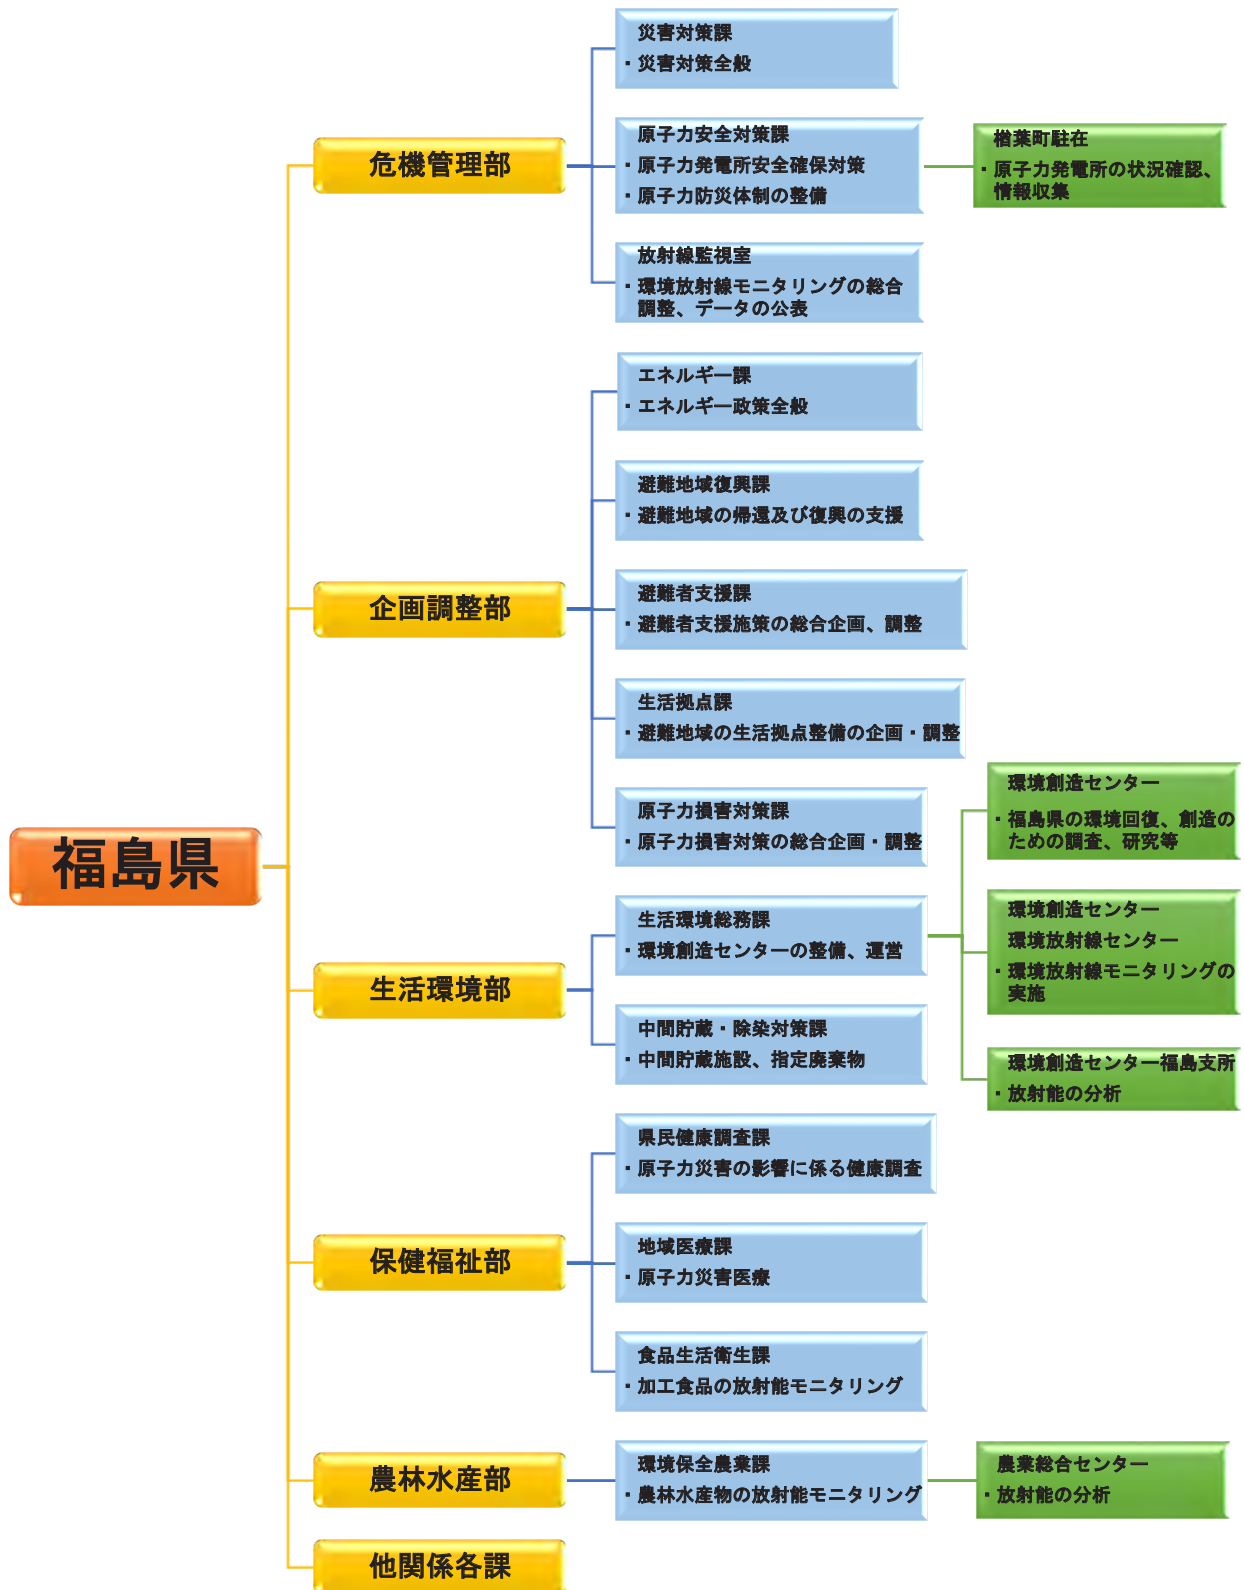 福島県
危機管理部
災害対策課
・災害対策全般
原子力安全対策課
・原子力発電所安全確保対策
・原子力防災体制の整備
楢葉町駐在
・原子力発電所の状況確認、
情報収集
放射線監視室
・環境放射線モニタリングの総合
調整、データの公表
企画調整部
エネルギー課
・エネルギー政策全般
避難地域復興課
・避難地域の帰還及び復興の支援
避難者支援課
・避難者支援施策の総合企画、調整
生活拠点課
・避難地域の生活拠点整備の企画・調整
原子力損害対策課
・原子力損害対策の総合企画・調整
生活環境部
生活環境総務課
・環境創造センターの整備、運営
環境創造センター
・福島県の環境回復、創造の
ための調査、研究等
環境創造センター
環境放射線センター
・環境放射線モニタリングの
実施
環境創造センター福島支所
・放射能の分析
中間貯蔵・除染対策課
・中間貯蔵施設、指定廃棄物
保健福祉部
県民健康調査課
・原子力災害の影響に係る健康調査
地域医療課
・原子力災害医療
食品生活衛生課
・加工食品の放射能モニタリング
農林水産部
環境保全農業課
・農林水産物の放射能モニタリング
農業総合センター
・放射能の分析
他関係各課